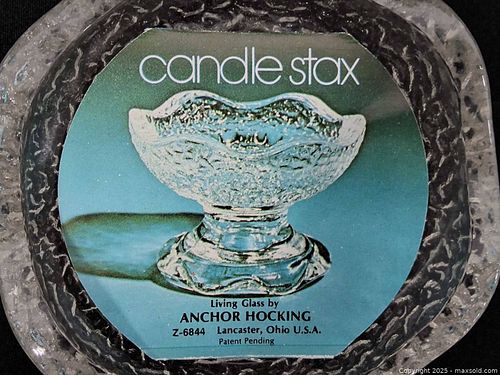 candle stax
Living Glass by
ANCHOR HOCKING
Z-6844 Lancaster, Ohio U.S.A.
Patent Pending
Copyright 2025 - maxsold.com